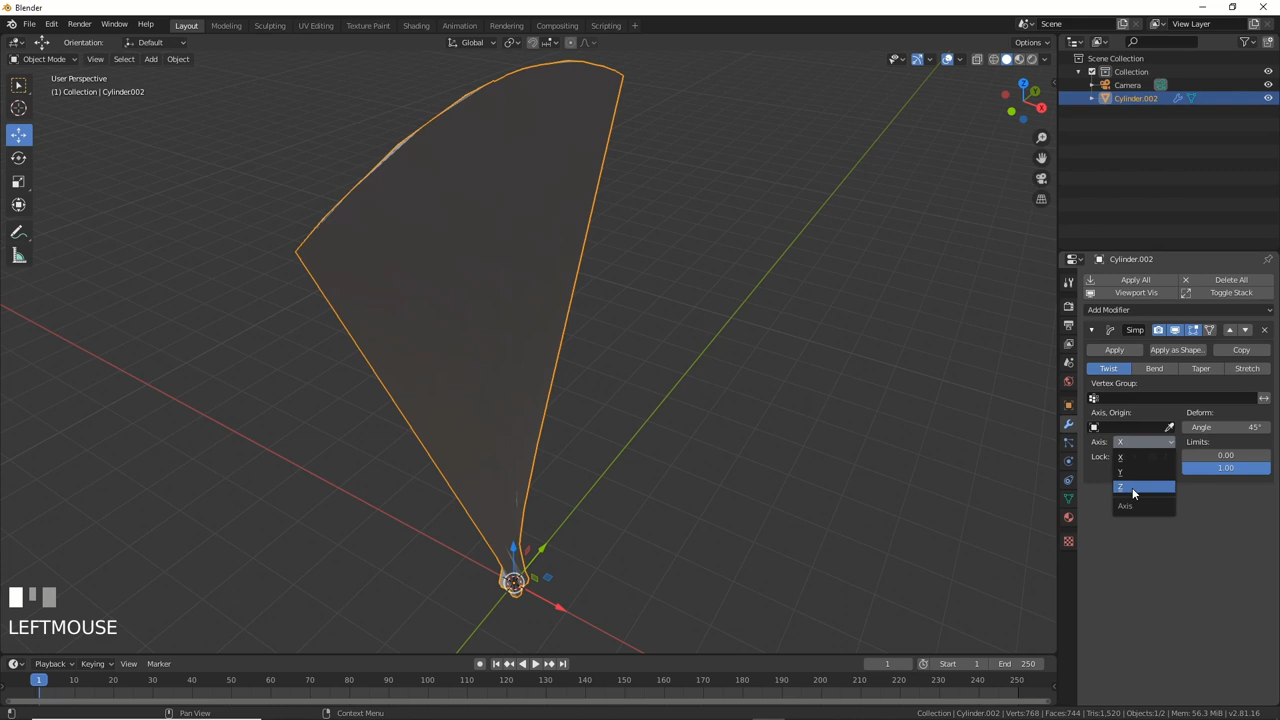 Blender
File Edit Render Window Help Layout Modeling Sculpting UV Editing Texture Paint Shading Animation Rendering Compositing Scripting + Scene View Layer
Orientation: Default Global Options
Object Mode View Select Add Object
User Perspective
(1) Collection | Cylinder.002
Scene Collection
Collection
Camera
Cylinder.002
Z
Y
X
Cylinder.002
Apply All Delete All
Viewport Vis Toggle Stack
Add Modifier
Simp
Apply Apply as Shape.. Copy
Twist Bend Taper Stretch
Vertex Group:
Axis, Origin: Deform:
Angle 45°
Axis: X Limits:
Lock: X 0.00
Y 1.00
Z
Axis
LEFTMOUSE
Playback Keying View Marker 1 Start 1 End 250
1 10 20 30 40 50 60 70 80 90 100 110 120 130 140 150 160 170 180 190 200 210 220 230 240 250
Pan View Context Menu Collection | Cylinder.002 | Verts:768 | Faces:744 | Tris:1,520 | Objects:1/2 | Mem: 56.3 MiB | v2.81.16